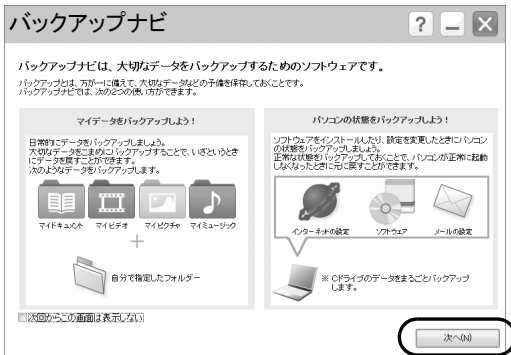 バックアップナビ
バックアップナビは、大切なデータをバックアップするためのソフトウェアです。
バックアップとは、万が一に備えて、大切なデータなどの予備を保存しておくことです。
バックアップナビでは、次の2つの使い方ができます。
マイデータをバックアップしよう!
日常的にデータをバックアップしましょう。
大切なデータをこまめにバックアップすることで、いざというとき
にデータを戻すことができます。
次のようなデータをバックアップします。
マイドキュメント マイビデオ マイピクチャ マイミュージック
自分で指定したフォルダー
パソコンの状態をバックアップしよう!
ソフトウェアをインストールしたり、設定を変更したときにパソコン
の状態をバックアップしましょう。
正常な状態をバックアップしておくことで、パソコンが正常に起動
しなくなったときに元に戻すことができます。
インターネットの設定 ソフトウェア メールの設定
※ Cドライブのデータをまるごとバックアップ
します。
次回からこの画面は表示しない
次へ(N)